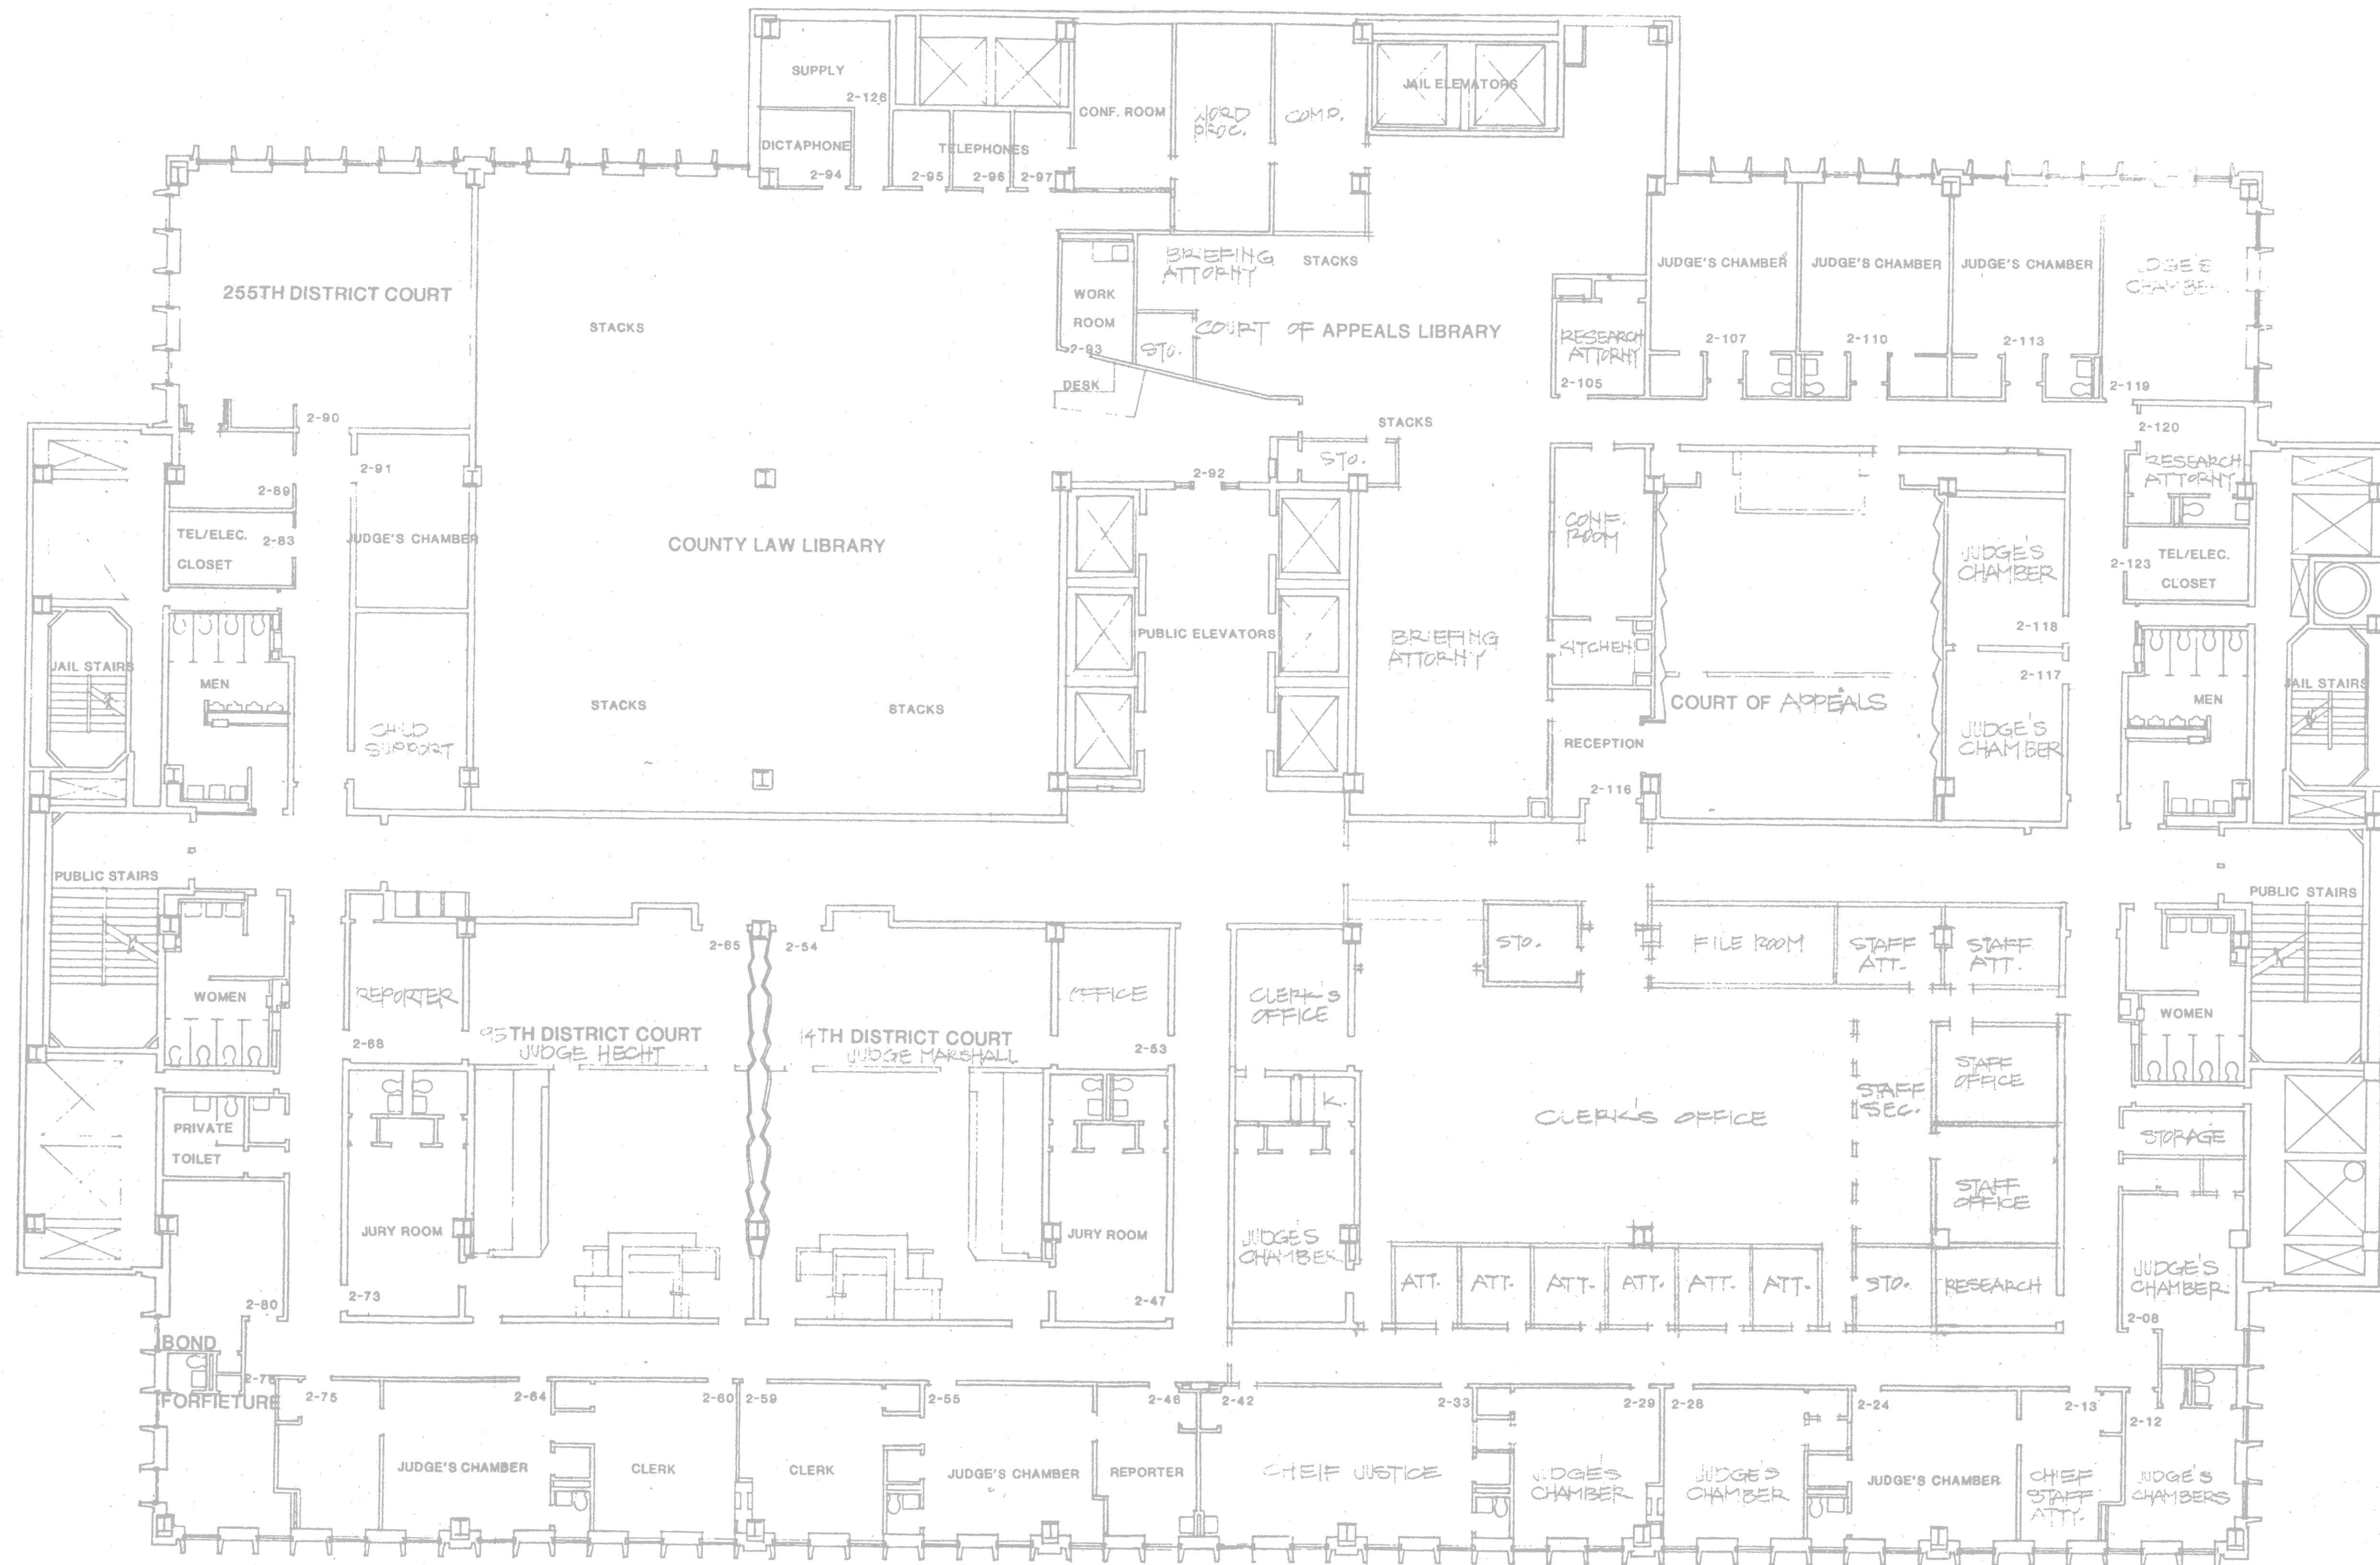 SUPPLY
2-126
DICTAPHONE
2-94
TELEPHONES
2-95
2-96
2-97
CONF. ROOM
WORD
PROC.
COMP.
JAIL ELEVATORS
255TH DISTRICT COURT
2-90
STACKS
WORK
ROOM
2-93
DESK
BRIEFING
ATTORNY
STACKS
STO.
COURT OF APPEALS LIBRARY
STACKS
RESEARCH
ATTORNY
2-105
JUDGE'S CHAMBER
2-107
JUDGE'S CHAMBER
2-110
JUDGE'S CHAMBER
2-113
2-119
2-120
RESEARCH
ATTORNY
2-91
2-89
TEL/ELEC.
CLOSET
2-83
JUDGE'S CHAMBER
COUNTY LAW LIBRARY
2-92
STO.
CONF.
ROOM
JUDGE'S
CHAMBER
2-118
2-123
TEL/ELEC.
CLOSET
JAIL STAIRS
MEN
CHILD
SUPPORT
STACKS
STACKS
PUBLIC ELEVATORS
BRIEFING
ATTORNY
KITCHEN
RECEPTION
2-116
COURT OF APPEALS
2-117
JUDGE'S
CHAMBER
MEN
JAIL STAIRS
PUBLIC STAIRS
WOMEN
REPORTER
2-68
2-65
95TH DISTRICT COURT
JUDGE HECHT
2-54
14TH DISTRICT COURT
JUDGE MARSHALL
OFFICE
2-53
CLERK'S
OFFICE
STO.
FILE ROOM
STAFF
ATT.
STAFF
ATT.
PUBLIC STAIRS
WOMEN
K.
CLERK'S OFFICE
STAFF
SEC.
STAFF
OFFICE
STAFF
OFFICE
STORAGE
PRIVATE
TOILET
JURY ROOM
2-73
JURY ROOM
2-47
JUDGE'S
CHAMBER
ATT.
ATT.
ATT.
ATT.
ATT.
ATT.
STO.
RESEARCH
JUDGE'S
CHAMBER
2-08
2-80
BOND
FORFIETURE
2-75
JUDGE'S CHAMBER
2-64
CLERK
2-60
2-59
CLERK
2-55
JUDGE'S CHAMBER
REPORTER
2-46
2-42
CHEIF JUSTICE
2-33
JUDGE'S
CHAMBER
2-29
2-28
JUDGE'S
CHAMBER
2-24
JUDGE'S CHAMBER
CHIEF
STAFF
ATTY.
2-13
2-12
JUDGE'S
CHAMBERS